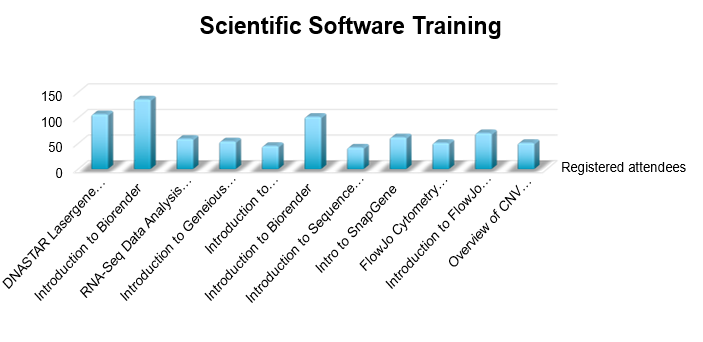 Scientific Software Training
150
100
50
0
Registered attendees
DNASTAR Lasergene…
Introduction to Biorender
RNA-Seq Data Analysis…
Introduction to Geneious…
Introduction to…
Introduction to Biorender
Introduction to Sequence…
Intro to SnapGene
FlowJo Cytometry…
Introduction to FlowJo…
Overview of CNV…